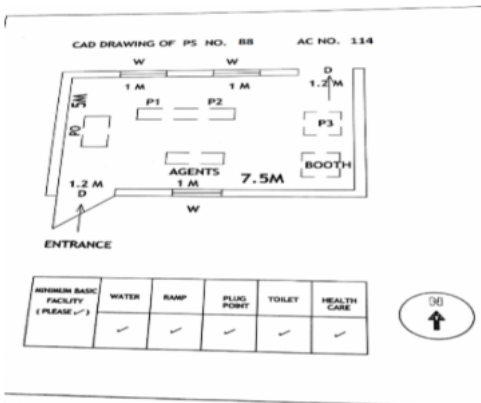 CAD DRAWING OF PS NO. 88 AC NO. 114
W W D
1 M 1 M 1.2 M
5M
P1 P2
P3
PO
AGENTS
BOOTH
1.2 M 1 M 7.5M
D
W
ENTRANCE
MINIMUM BASIC FACILITY (PLEASE ✓) WATER RAMP PLUG POINT TOILET HEALTH CARE
✓ ✓ ✓ ✓ ✓
N